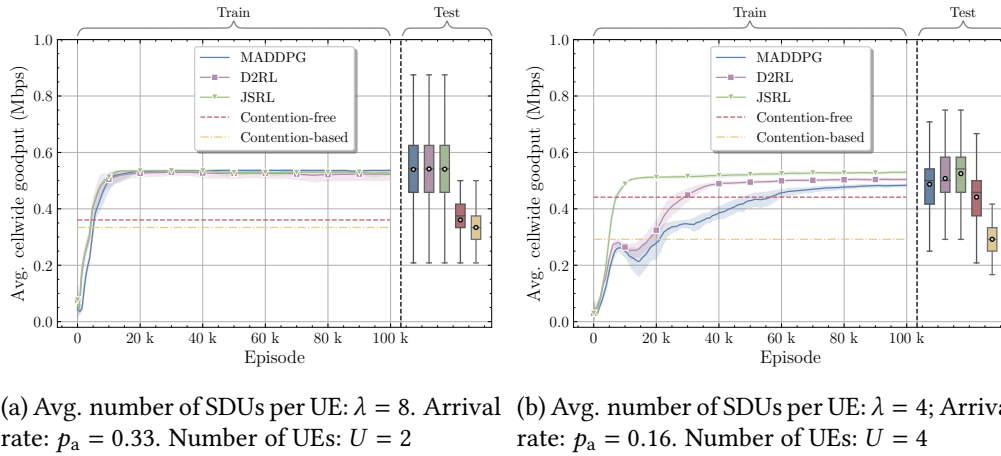 Train
Test
Avg. cellwide goodput (Mbps)
1.0
0.8
0.6
0.4
0.2
0.0
MADDPG
D2RL
JSRL
Contention-free
Contention-based
0
20 k
40 k
60 k
80 k
100 k
Episode
Train
Test
Avg. cellwide goodput (Mbps)
1.0
0.8
0.6
0.4
0.2
0.0
MADDPG
D2RL
JSRL
Contention-free
Contention-based
0
20 k
40 k
60 k
80 k
100 k
Episode
(a) Avg. number of SDUs per UE: λ = 8. Arrival
rate: pₐ = 0.33. Number of UEs: U = 2
(b) Avg. number of SDUs per UE: λ = 4; Arriva
rate: pₐ = 0.16. Number of UEs: U = 4